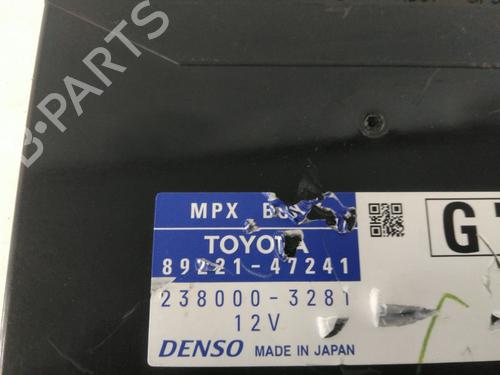 B-PARTS
MPX
TOYOTA
89221-47241
238000-3281
12V
DENSO MADE IN JAPAN
G